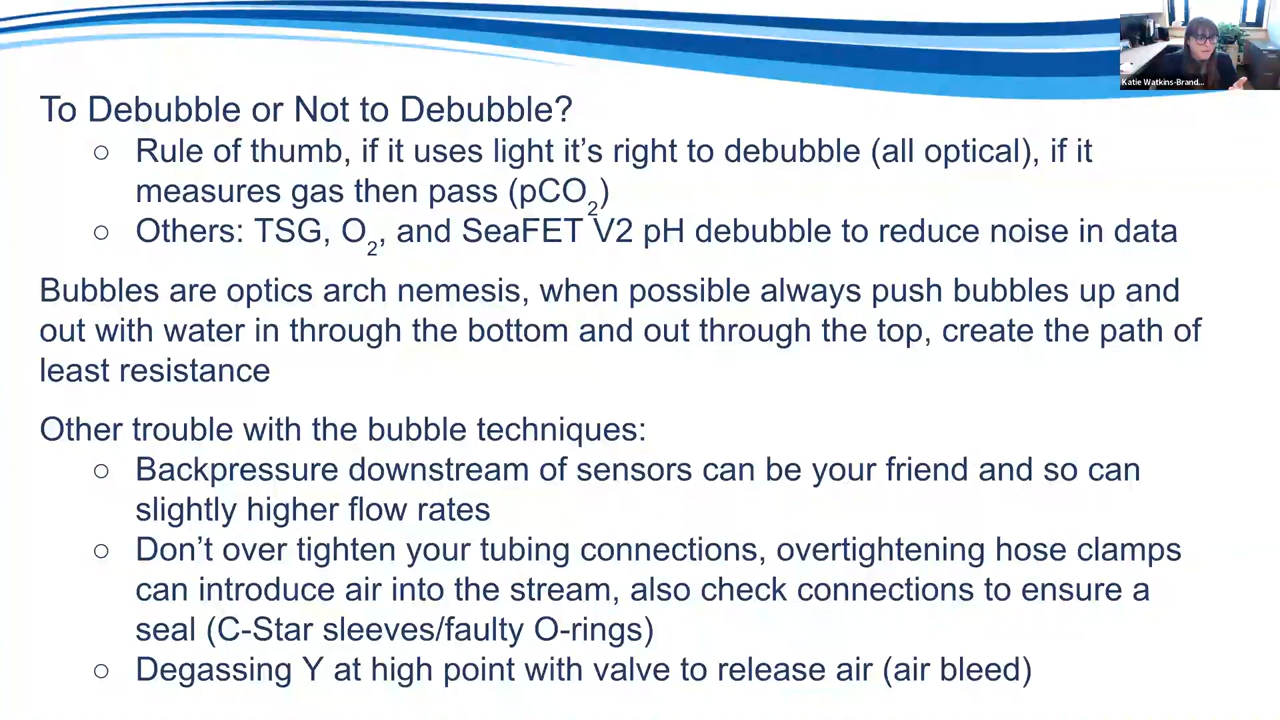 Katie Watkins-Brand...
To Debubble or Not to Debubble?
○ Rule of thumb, if it uses light it's right to debubble (all optical), if it
measures gas then pass (pCO₂)
○ Others: TSG, O₂, and SeaFET V2 pH debubble to reduce noise in data
Bubbles are optics arch nemesis, when possible always push bubbles up and
out with water in through the bottom and out through the top, create the path of
least resistance
Other trouble with the bubble techniques:
○ Backpressure downstream of sensors can be your friend and so can
slightly higher flow rates
○ Don't over tighten your tubing connections, overtightening hose clamps
can introduce air into the stream, also check connections to ensure a
seal (C-Star sleeves/faulty O-rings)
○ Degassing Y at high point with valve to release air (air bleed)